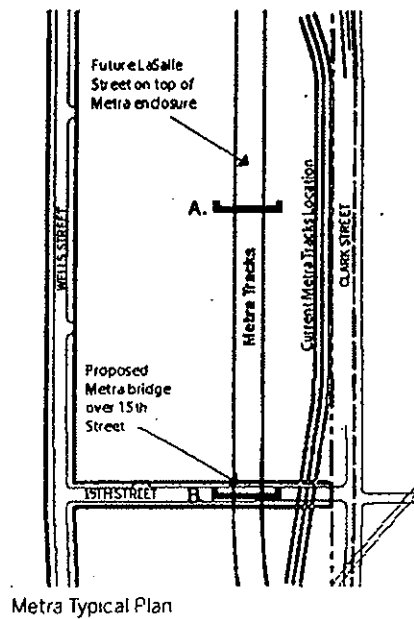 Future LaSalle
Street on top of
Metra enclosure
A.
WELLS STREET
Metra Tracks
Current Metra Tracks Location
CLARK STREET
Proposed
Metra bridge
over 15th
Street
15TH STREET
B.
Metra Typical Plan